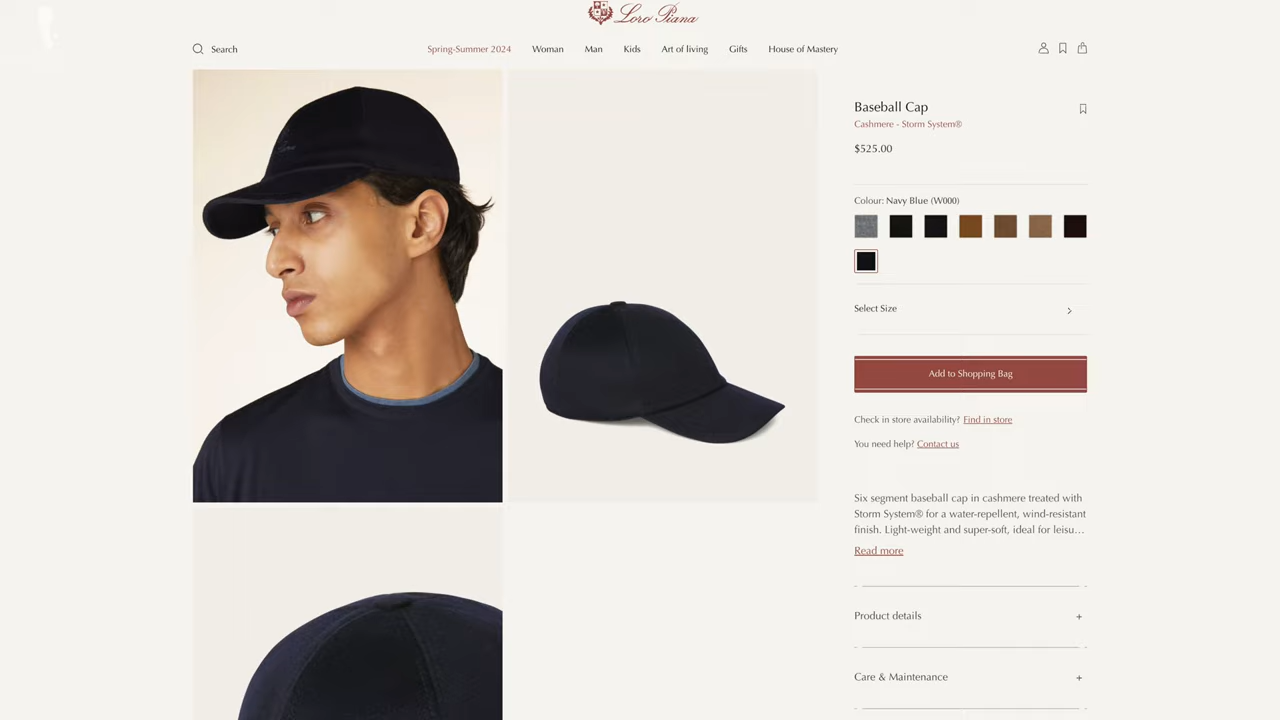 Loro Piana
Search
Spring-Summer 2024
Woman
Man
Kids
Art of living
Gifts
House of Mastery
Baseball Cap
Cashmere - Storm System®
$525.00
Colour: Navy Blue (W000)
Select Size
Add to Shopping Bag
Check in store availability? Find in store
You need help? Contact us
Six segment baseball cap in cashmere treated with
Storm System® for a water-repellent, wind-resistant
finish. Light-weight and super-soft, ideal for leisu...
Read more
Product details
+
Care & Maintenance
+